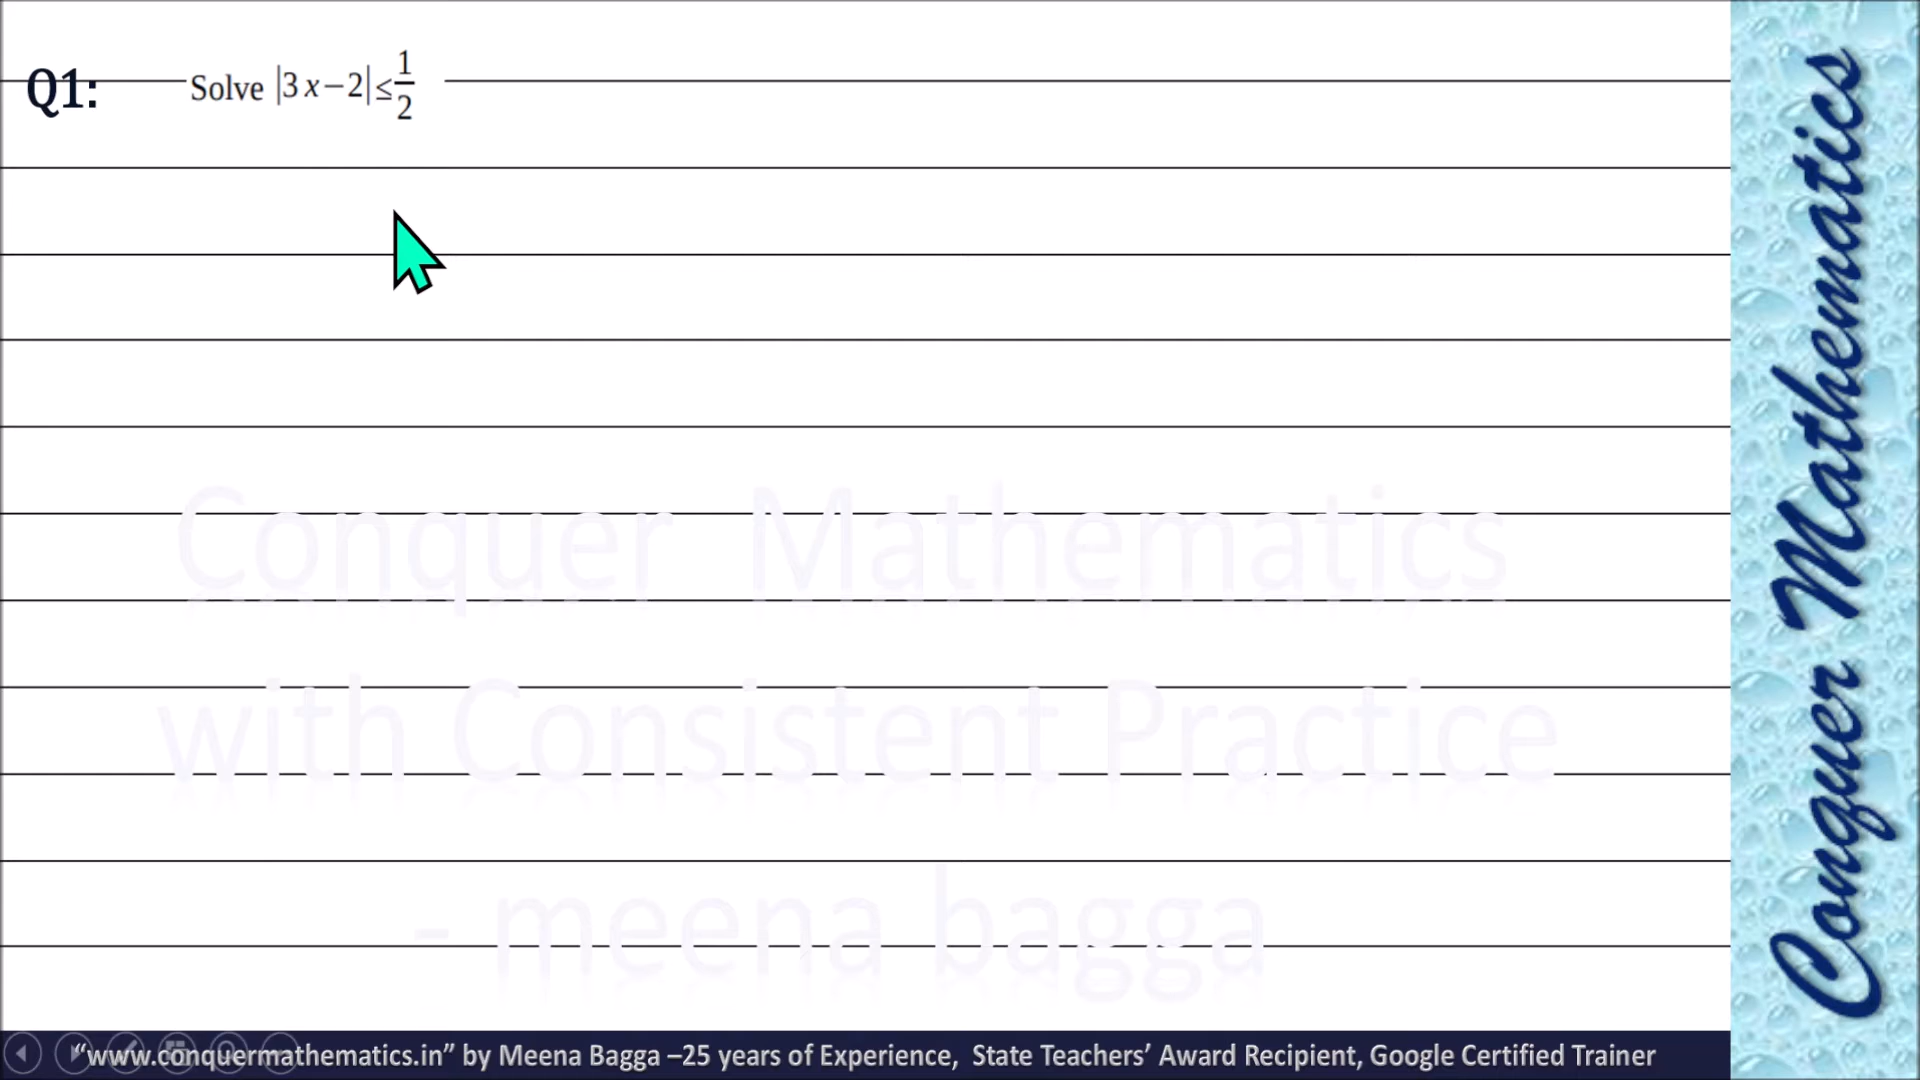 Q1: Solve |3x−2|≤1/2
Conquer Mathematics
with Consistent Practice
- meena bagga
Conquer Mathematics
“www.conquermathematics.in” by Meena Bagga –25 years of Experience, State Teachers’ Award Recipient, Google Certified Trainer